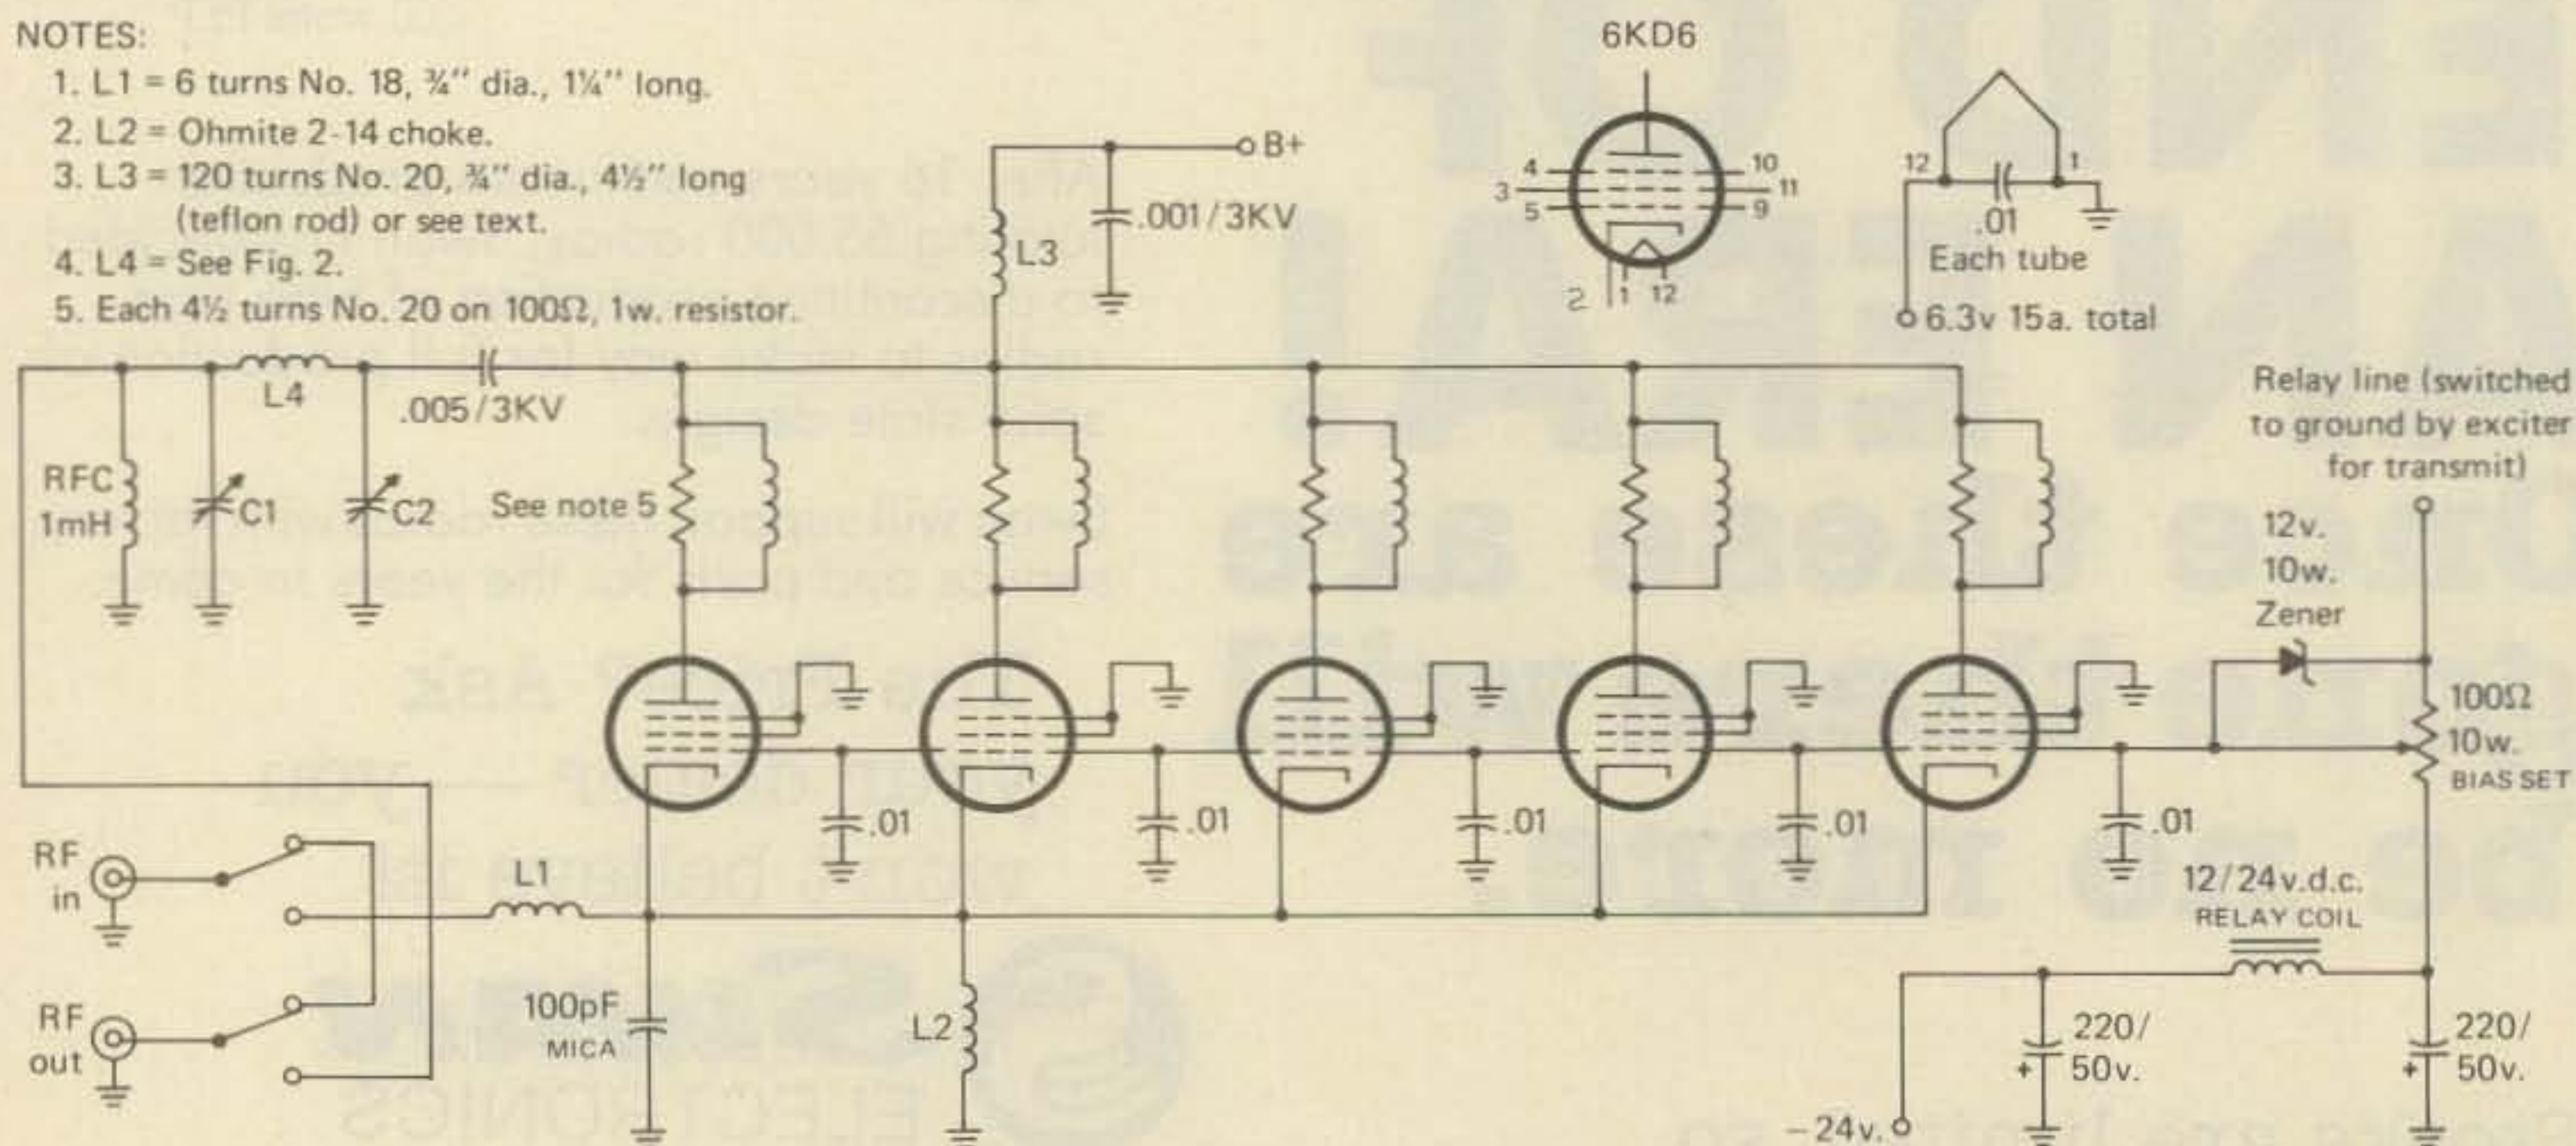 NOTES:
1. L1 = 6 turns No. 18, ¾" dia., 1¼" long.
2. L2 = Ohmite 2-14 choke.
3. L3 = 120 turns No. 20, ¾" dia., 4½" long
(teflon rod) or see text.
4. L4 = See Fig. 2.
5. Each 4½ turns No. 20 on 100Ω, 1w. resistor.
B+
.001/3KV
L3
6KD6
4
3
5
10
11
9
2
1
12
12
1
.01
Each tube
6.3v 15a. total
L4
.005/3KV
RFC
1mH
C1
C2
See note 5
Relay line (switched
to ground by exciter
for transmit)
12v.
10w.
Zener
100Ω
10w.
BIAS SET
.01
.01
.01
.01
.01
RF
in
RF
out
L1
100pF
MICA
L2
12/24v.d.c.
RELAY COIL
220/
50v.
+
220/
50v.
+
−24v.